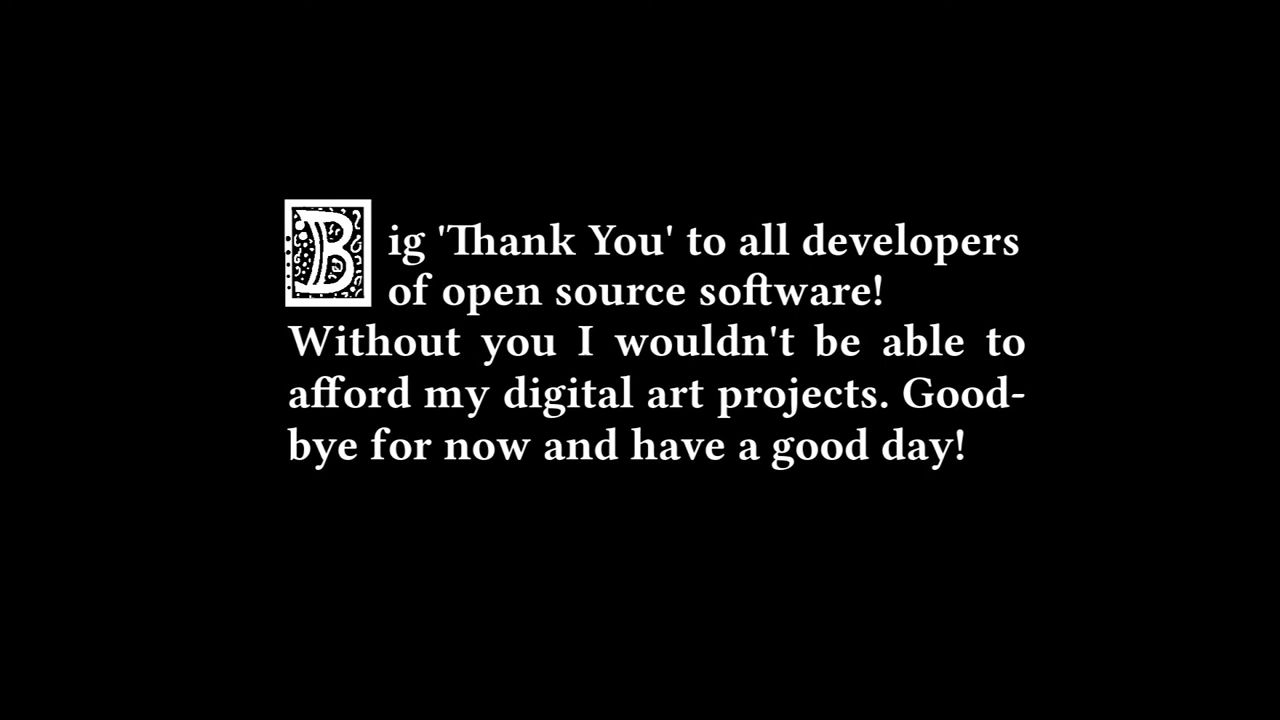 Big 'Thank You' to all developers
of open source software!
Without you I wouldn't be able to
afford my digital art projects. Good-
bye for now and have a good day!